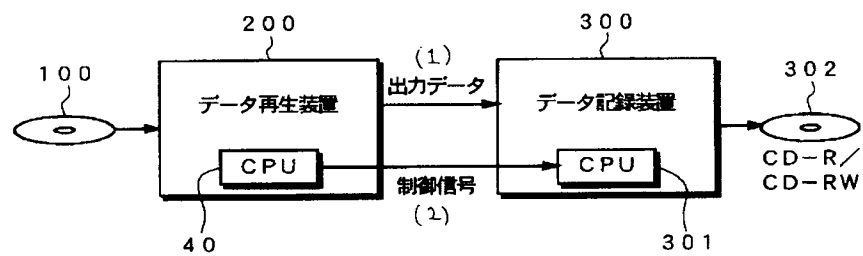 200
300
100
(1)
出力データ
302
データ再生装置
データ記録装置
CPU
CPU
CD-R/
CD-RW
制御信号
(2)
40
301